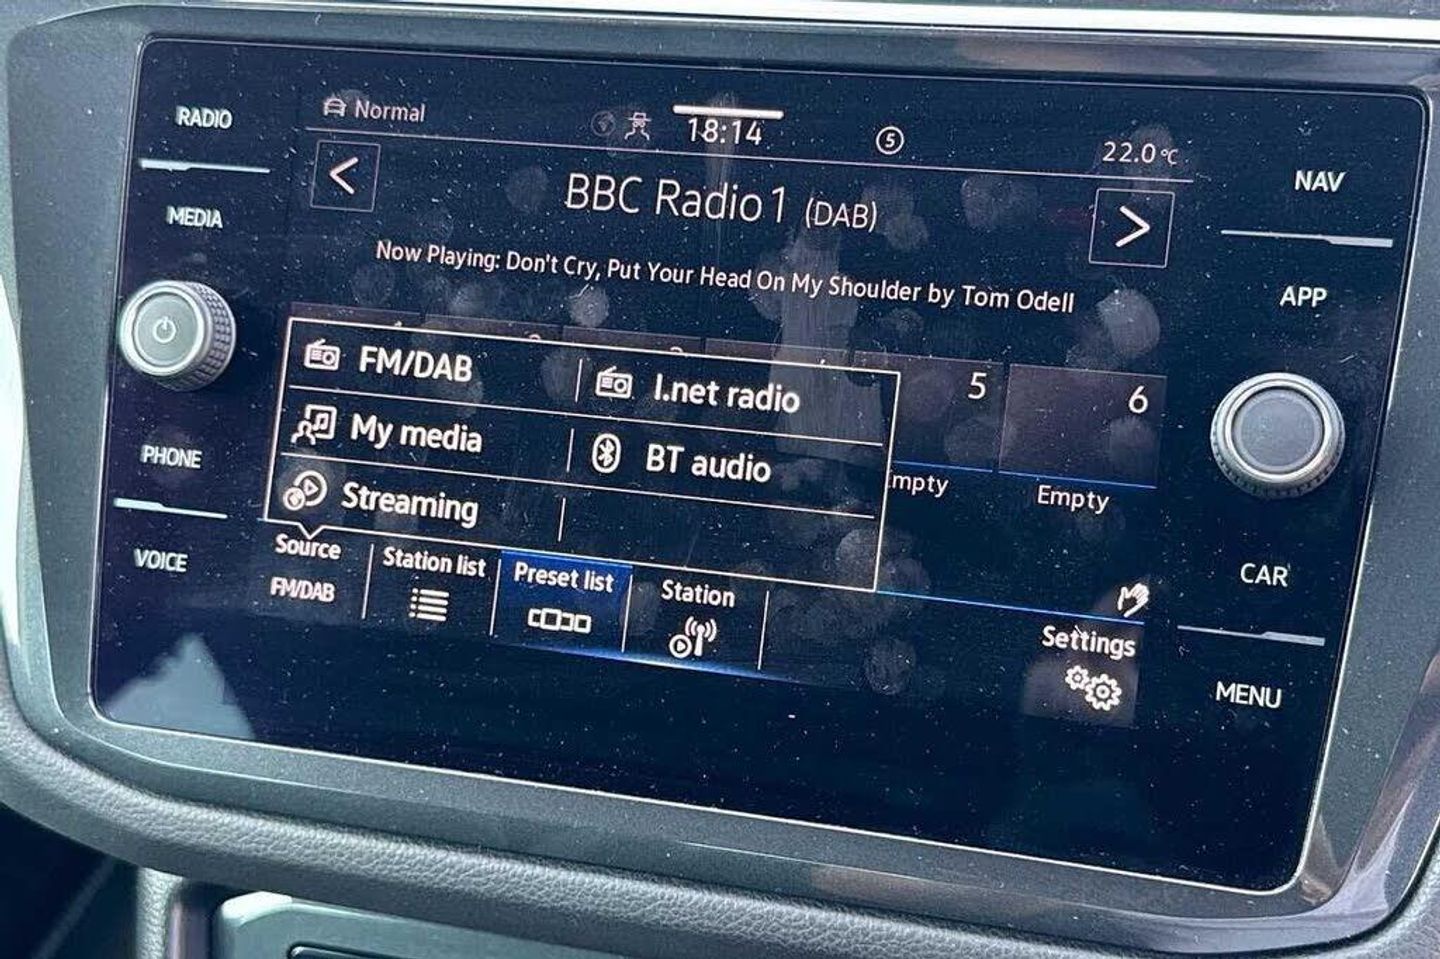 RADIO
MEDIA
PHONE
VOICE
Normal
18:14
5
22.0°C
BBC Radio 1 (DAB)
Now Playing: Don't Cry, Put Your Head On My Shoulder by Tom Odell
FM/DAB
I.net radio
My media
BT audio
Streaming
5
6
mpty
Empty
Source
FM/DAB
Station list
Preset list
Station
Settings
NAV
APP
CAR
MENU